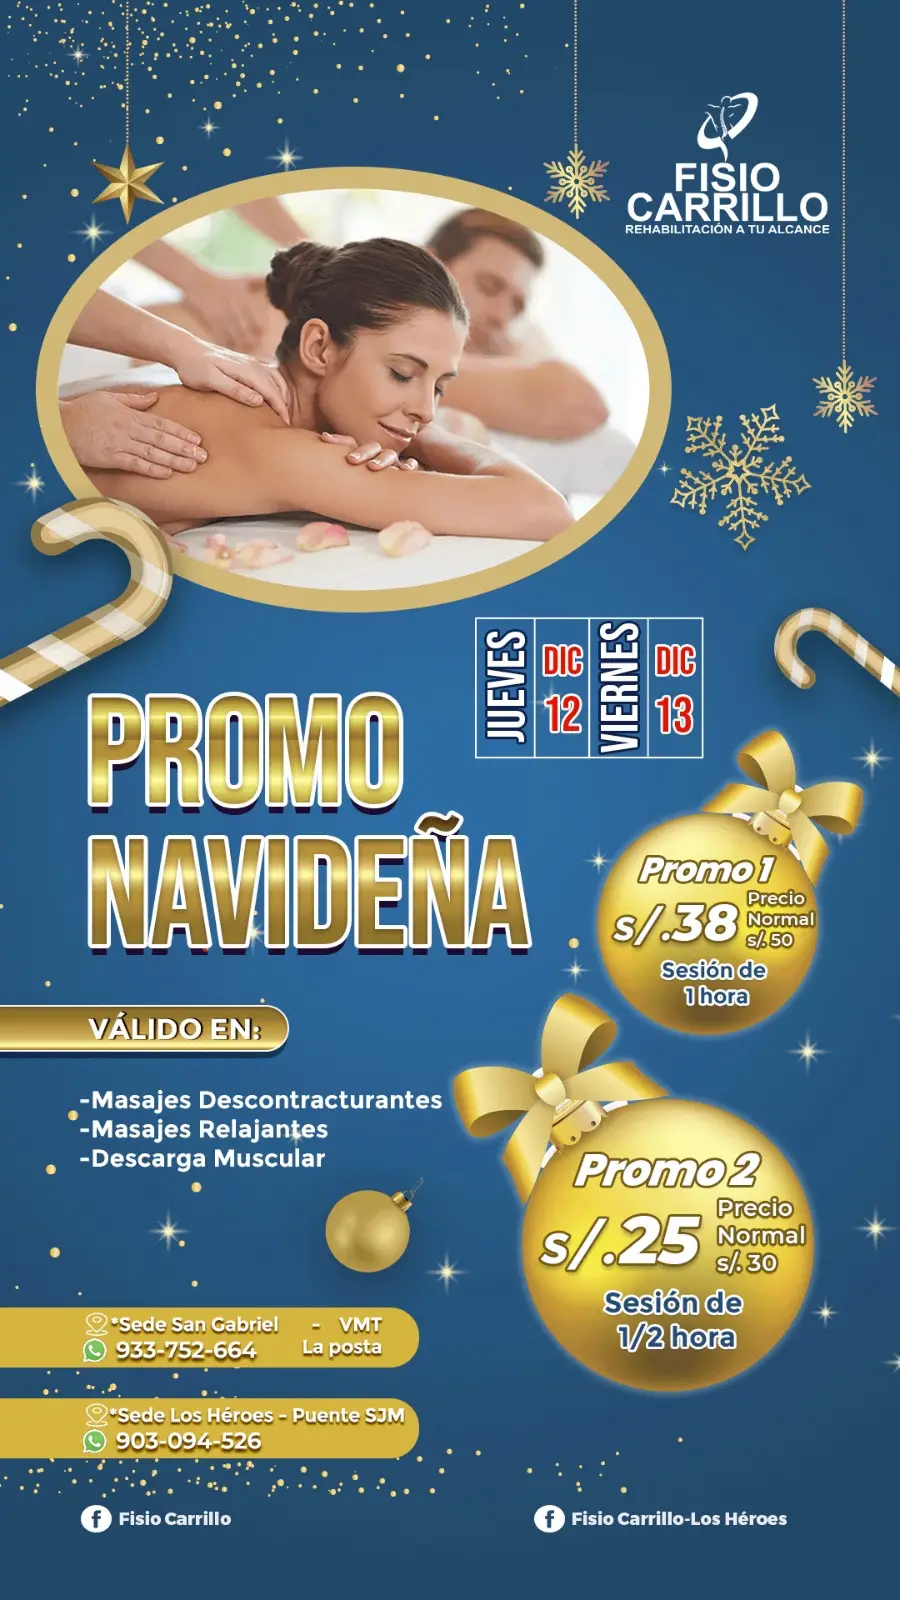 FISIO
CARRILLO
REHABILITACIÓN A TU ALCANCE
JUEVES
DIC
12
VIERNES
DIC
13
PROMO
NAVIDEÑA
Promo 1
s/.38
Precio
Normal
s/. 50
Sesión de
1 hora
VÁLIDO EN:
-Masajes Descontracturantes
-Masajes Relajantes
-Descarga Muscular
Promo 2
s/.25
Precio
Normal
s/. 30
Sesión de
1/2 hora
*Sede San Gabriel - VMT
933-752-664 La posta
*Sede Los Héroes - Puente SJM
903-094-526
Fisio Carrillo
Fisio Carrillo-Los Héroes